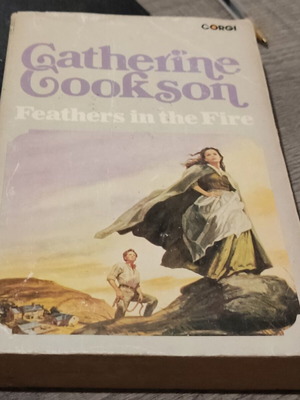 CORGI
Catherine
Cookson
Feathers in the Fire